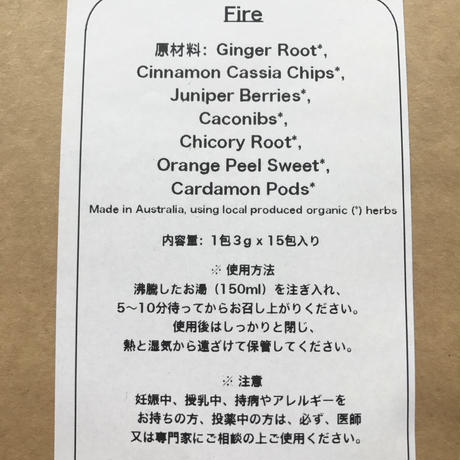 Fire
原材料: Ginger Root*,
Cinnamon Cassia Chips*,
Juniper Berries*,
Caconibs*,
Chicory Root*,
Orange Peel Sweet*,
Cardamon Pods*
Made in Australia, using local produced organic (*) herbs
内容量: 1包3g x 15包入り
※ 使用方法
沸騰したお湯（150ml）を注ぎ入れ、
5〜10分待ってからお召し上がりください。
使用後はしっかりと閉じ、
熱と湿気から遠ざけて保管してください。
※ 注意
妊娠中、授乳中、持病やアレルギーを
お持ちの方、投薬中の方は、必ず、医師
又は専門家にご相談の上ご使用ください。